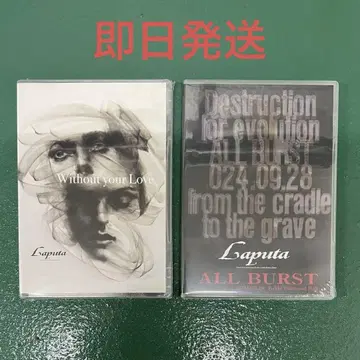 即日発送
Without your Love
Laputa
Destruction
for evolution
ALL BURST
024.09.28
from the cradle
to the grave
Laputa
ALL BURST